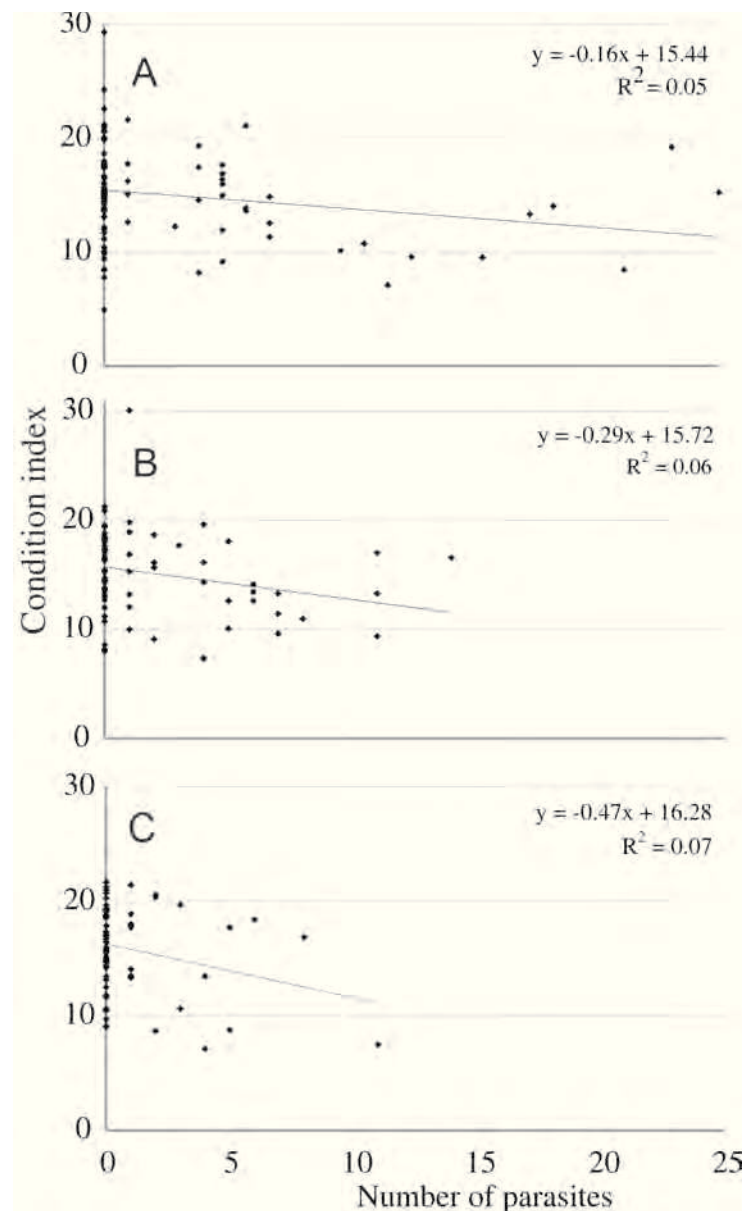 30
A
y = -0.16x + 15.44
R2 = 0.05
20
10
0
Condition index
30
B
y = -0.29x + 15.72
R2 = 0.06
20
10
0
30
C
y = -0.47x + 16.28
R2 = 0.07
20
10
0
0 5 10 15 20 25
Number of parasites